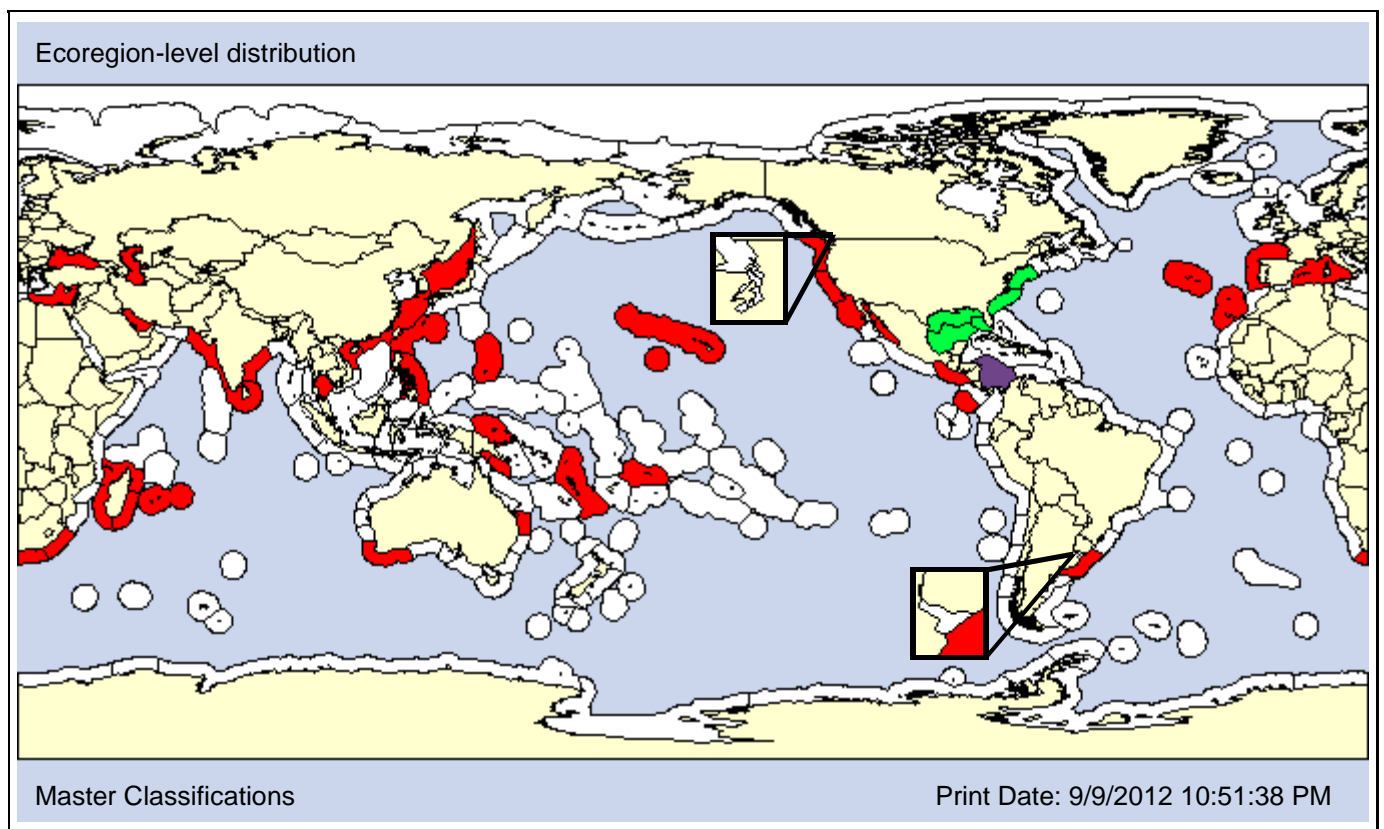 Ecoregion-level distribution
Master Classifications
Print Date: 9/9/2012 10:51:38 PM